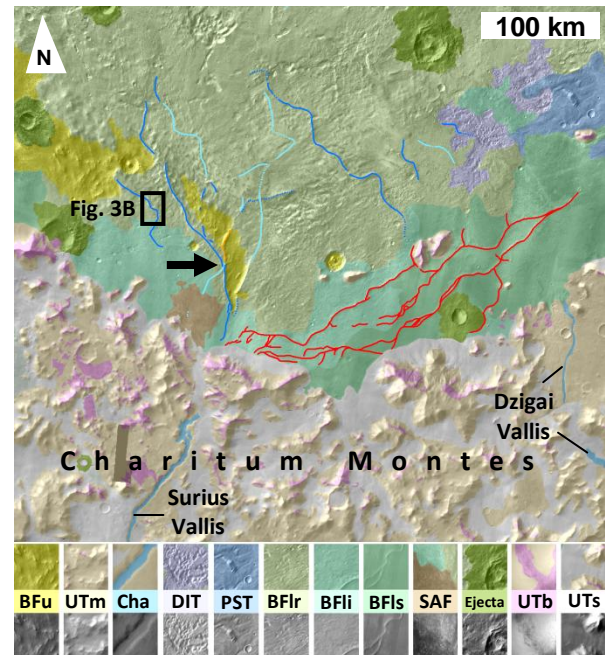 100 km
N
Fig. 3B
Dzigai
Vallis
Charitum Montes
Surius
Vallis
BFu UTm Cha DIT PST BFlr BFli BFls SAF Ejecta UTb UTs